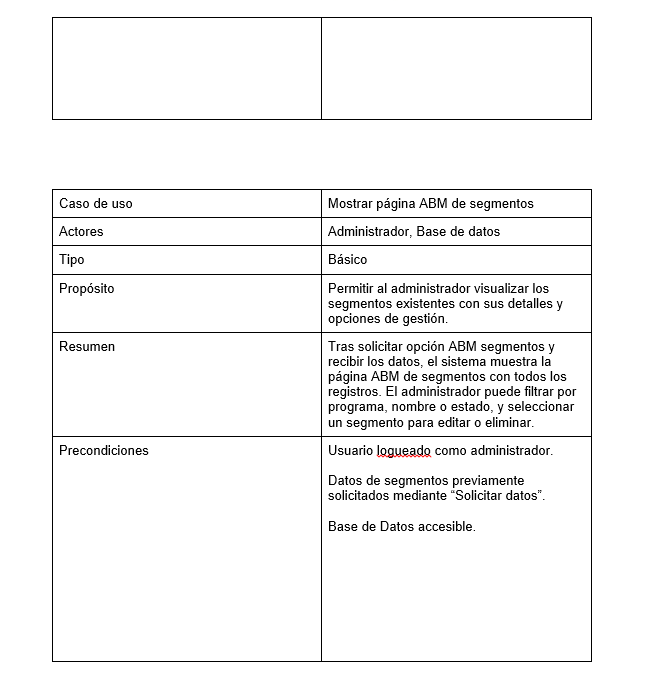 Caso de uso
Mostrar página ABM de segmentos
Actores
Administrador, Base de datos
Tipo
Básico
Propósito
Permitir al administrador visualizar los
segmentos existentes con sus detalles y
opciones de gestión.
Resumen
Tras solicitar opción ABM segmentos y
recibir los datos, el sistema muestra la
página ABM de segmentos con todos los
registros. El administrador puede filtrar por
programa, nombre o estado, y seleccionar
un segmento para editar o eliminar.
Precondiciones
Usuario logueado como administrador.
Datos de segmentos previamente
solicitados mediante “Solicitar datos”.
Base de Datos accesible.